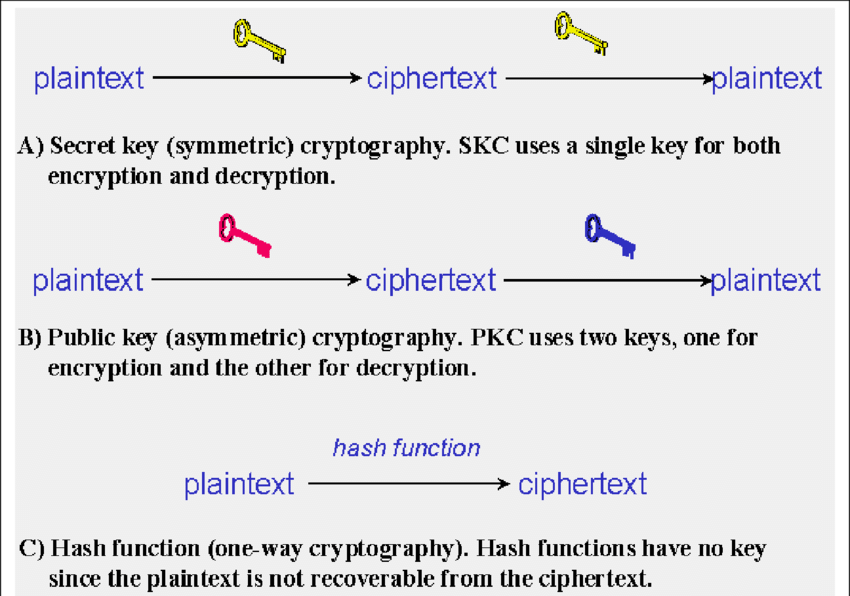 plaintext ciphertext plaintext
A) Secret key (symmetric) cryptography. SKC uses a single key for both
encryption and decryption.
plaintext ciphertext plaintext
B) Public key (asymmetric) cryptography. PKC uses two keys, one for
encryption and the other for decryption.
hash function
plaintext ciphertext
C) Hash function (one-way cryptography). Hash functions have no key
since the plaintext is not recoverable from the ciphertext.